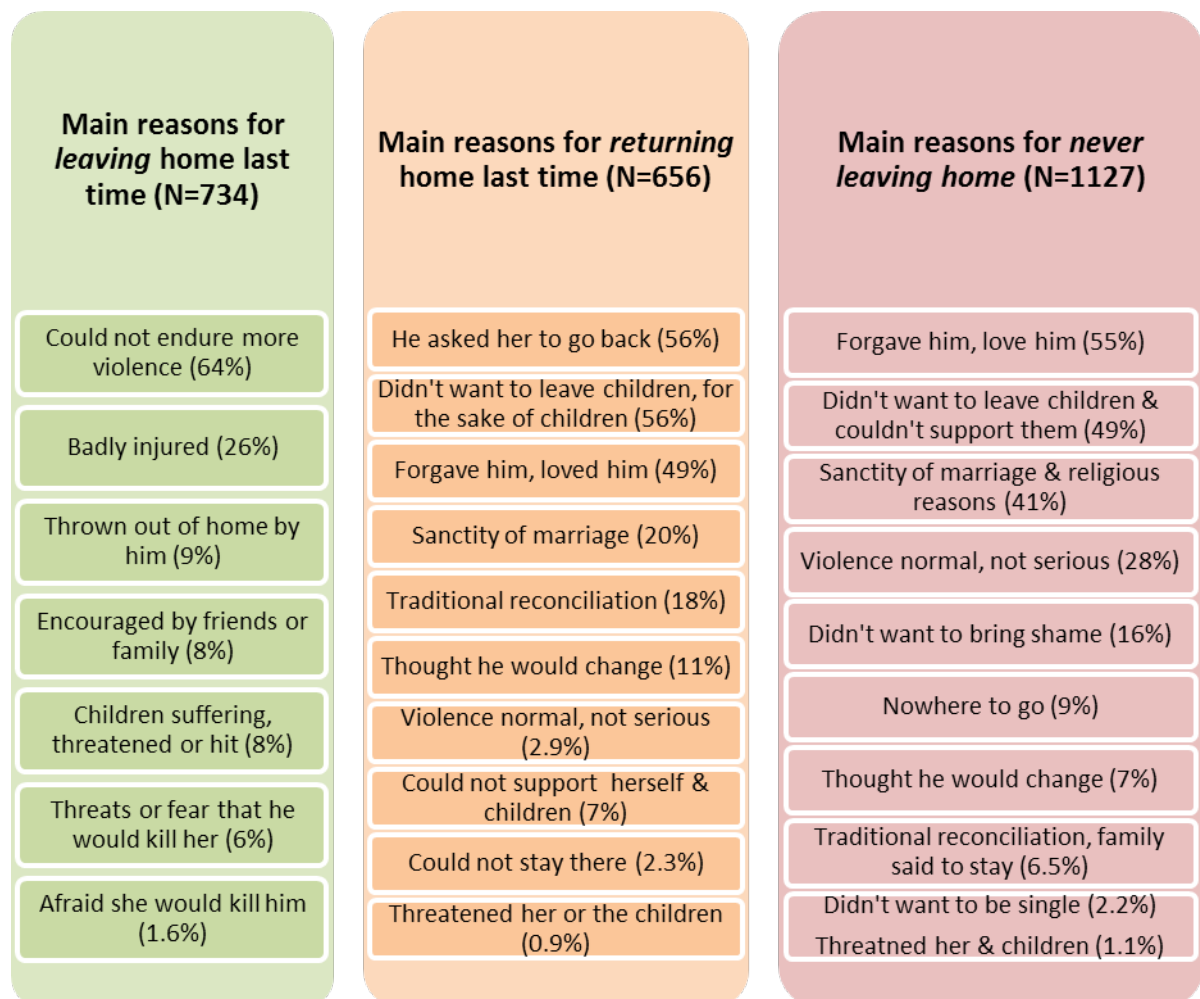 Main reasons for
leaving home last
time (N=734)
Could not endure more
violence (64%)
Badly injured (26%)
Thrown out of home by
him (9%)
Encouraged by friends or
family (8%)
Children suffering,
threatened or hit (8%)
Threats or fear that he
would kill her (6%)
Afraid she would kill him
(1.6%)
Main reasons for returning
home last time (N=656)
He asked her to go back (56%)
Didn't want to leave children, for
the sake of children (56%)
Forgave him, loved him (49%)
Sanctity of marriage (20%)
Traditional reconciliation (18%)
Thought he would change (11%)
Violence normal, not serious
(2.9%)
Could not support herself &
children (7%)
Could not stay there (2.3%)
Threatened her or the children
(0.9%)
Main reasons for never
leaving home (N=1127)
Forgave him, love him (55%)
Didn't want to leave children &
couldn't support them (49%)
Sanctity of marriage & religious
reasons (41%)
Violence normal, not serious (28%)
Didn't want to bring shame (16%)
Nowhere to go (9%)
Thought he would change (7%)
Traditional reconciliation, family
said to stay (6.5%)
Didn't want to be single (2.2%)
Threatned her & children (1.1%)